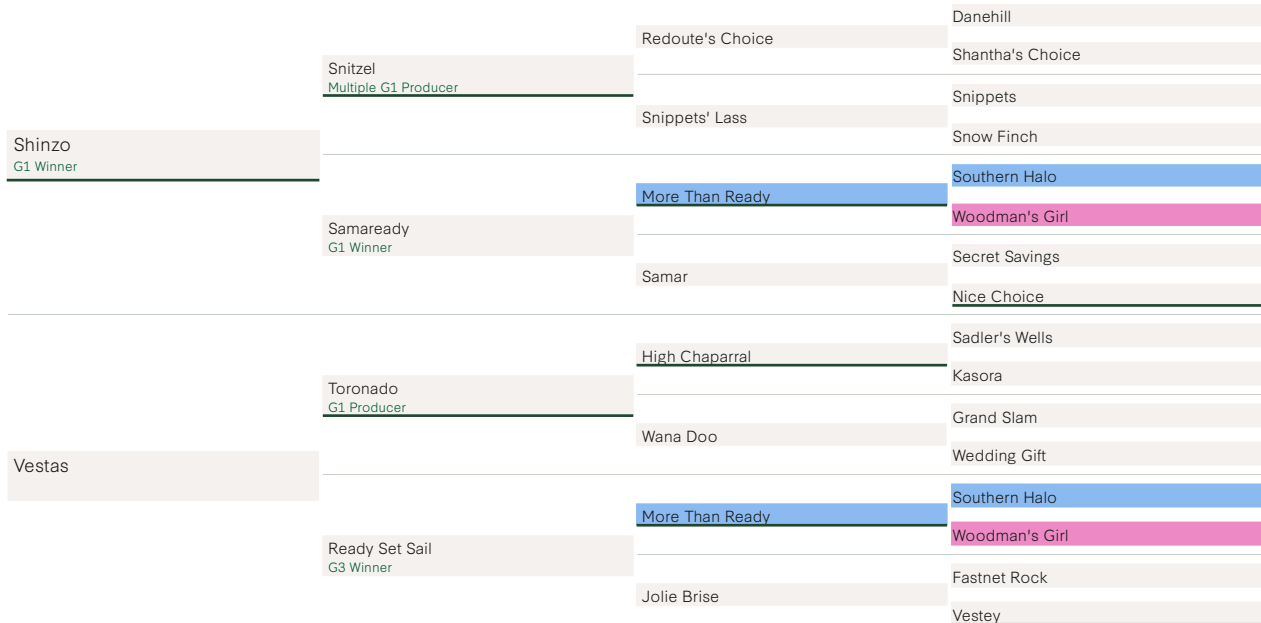 Shinzo
G1 Winner
Vestas
Snitzel
Multiple G1 Producer
Samaready
G1 Winner
Toronado
G1 Producer
Ready Set Sail
G3 Winner
Redoute's Choice
Snippets' Lass
More Than Ready
Samar
High Chaparral
Wana Doo
More Than Ready
Jolie Brise
Danehill
Shantha's Choice
Snippets
Snow Finch
Southern Halo
Woodman's Girl
Secret Savings
Nice Choice
Sadler's Wells
Kasora
Grand Slam
Wedding Gift
Southern Halo
Woodman's Girl
Fastnet Rock
Vestey